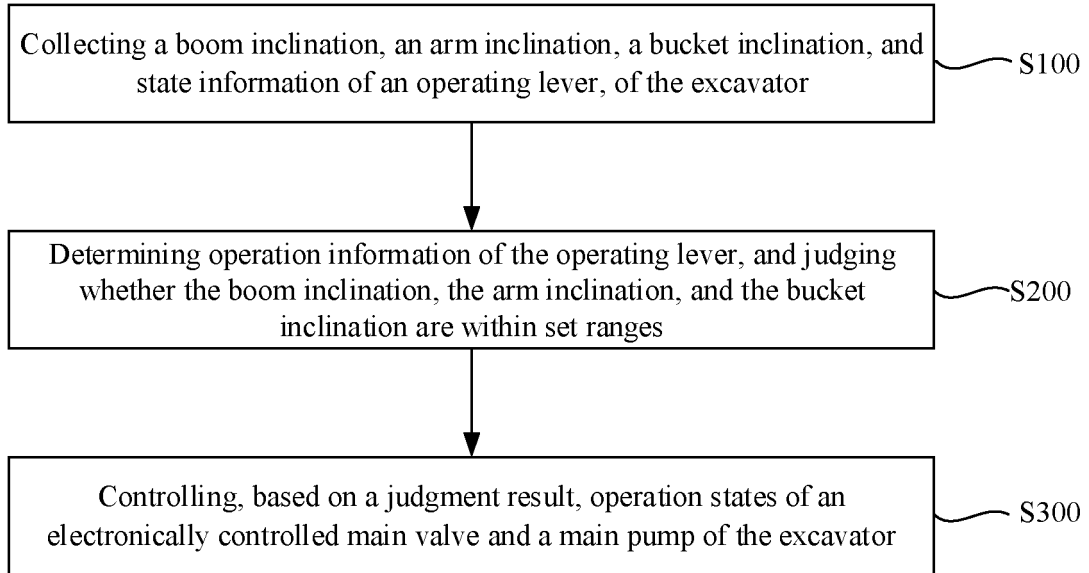 Collecting a boom inclination, an arm inclination, a bucket inclination, and
state information of an operating lever, of the excavator
S100
Determining operation information of the operating lever, and judging
whether the boom inclination, the arm inclination, and the bucket
inclination are within set ranges
S200
Controlling, based on a judgment result, operation states of an
electronically controlled main valve and a main pump of the excavator
S300